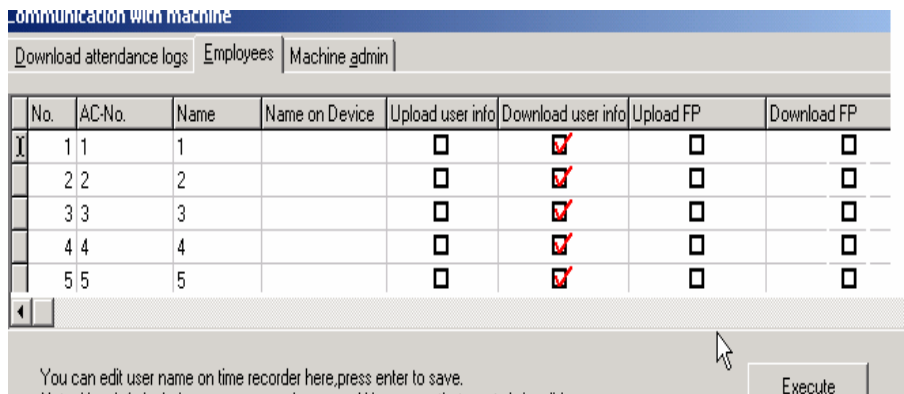 Communication with machine
Download attendance logs Employees Machine admin
No. AC-No. Name Name on Device Upload user info Download user info Upload FP Download FP
1 1 1
2 2 2
3 3 3
4 4 4
5 5 5
You can edit user name on time recorder here,press enter to save.
Execute